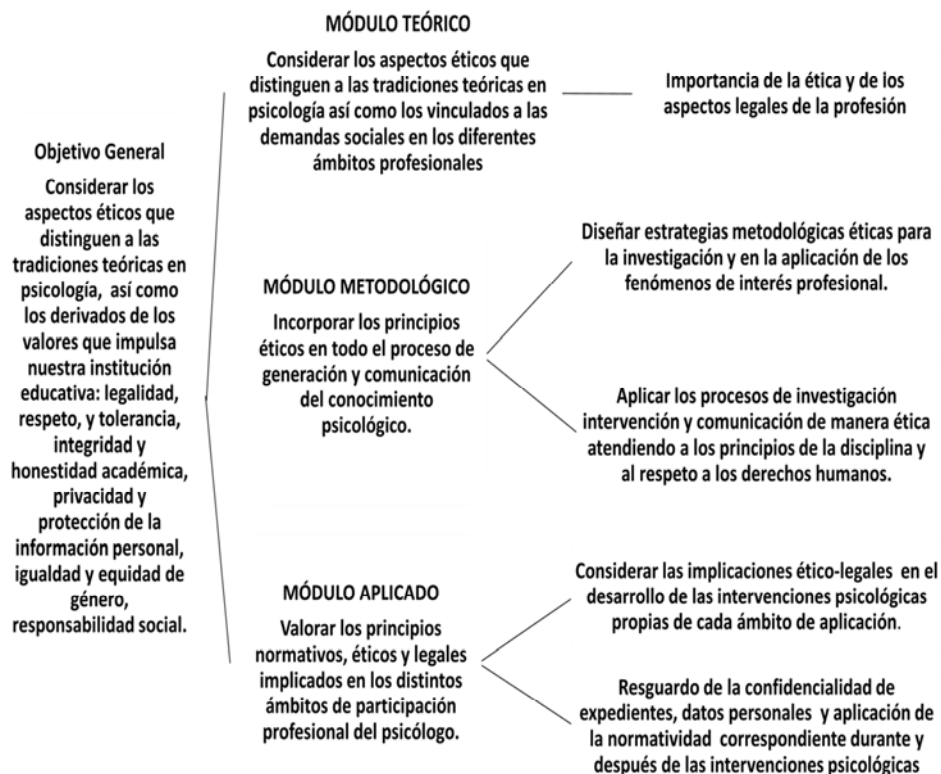 Objetivo General
Considerar los
aspectos éticos que
distinguen a las
tradiciones teóricas en
psicología, así como
los derivados de los
valores que impulsa
nuestra institución
educativa: legalidad,
respeto, y tolerancia,
integridad y
honestidad académica,
privacidad y
protección de la
información personal,
igualdad y equidad de
género,
responsabilidad social.
MÓDULO TEÓRICO
Considerar los aspectos éticos que
distinguen a las tradiciones teóricas en
psicología así como los vinculados a las
demandas sociales en los diferentes
ámbitos profesionales
Importancia de la ética y de los
aspectos legales de la profesión
MÓDULO METODOLÓGICO
Incorporar los principios
éticos en todo el proceso de
generación y comunicación
del conocimiento
psicológico.
Diseñar estrategias metodológicas éticas para
la investigación y en la aplicación de los
fenómenos de interés profesional.
Aplicar los procesos de investigación
intervención y comunicación de manera ética
atendiendo a los principios de la disciplina y
al respeto a los derechos humanos.
MÓDULO APLICADO
Valorar los principios
normativos, éticos y legales
implicados en los distintos
ámbitos de participación
profesional del psicólogo.
Considerar las implicaciones ético-legales en el
desarrollo de las intervenciones psicológicas
propias de cada ámbito de aplicación.
Resguardo de la confidencialidad de
expedientes, datos personales y aplicación de
la normatividad correspondiente durante y
después de las intervenciones psicológicas